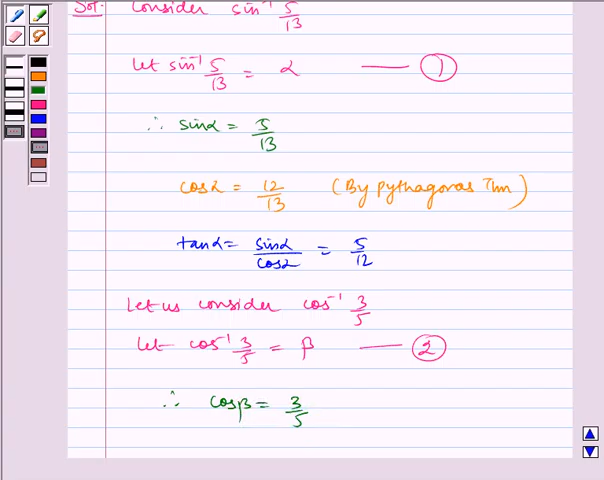 Sol. Consider sin⁻¹ 5/13
Let sin⁻¹ 5/13 = α —— ①
∴ sinα = 5/13
cosα = 12/13 (By pythagoras Thm)
tanα = sinα/cosα = 5/12
Let us consider cos⁻¹ 3/5
Let cos⁻¹ 3/5 = β —— ②
∴ cosβ = 3/5